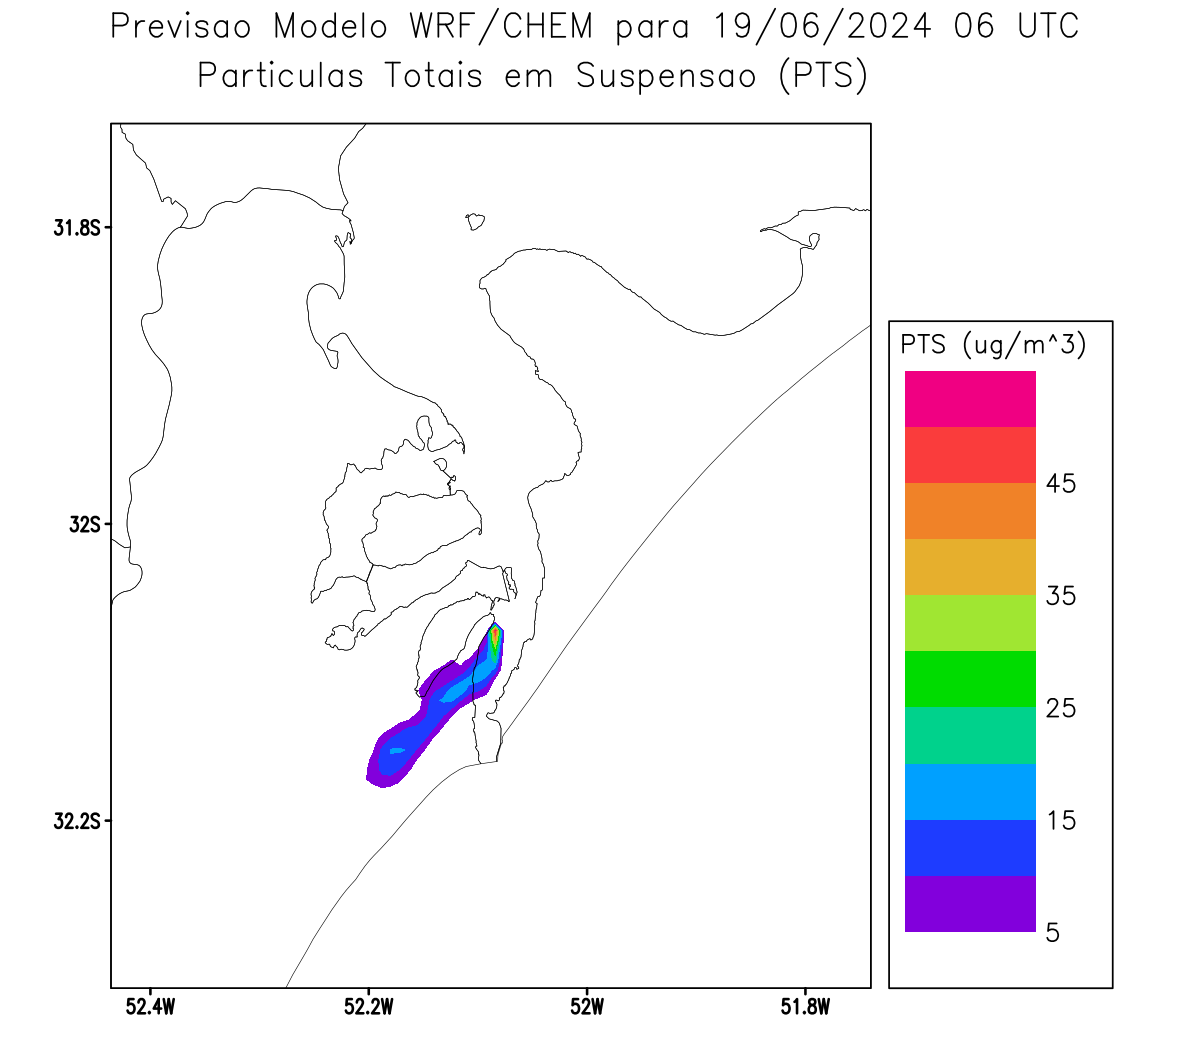 Previsao Modelo WRF/CHEM para 19/06/2024 06 UTC
Particulas Totais em Suspensao (PTS)
31.8S
32S
32.2S
52.4W
52.2W
52W
51.8W
PTS (ug/m^3)
45
35
25
15
5